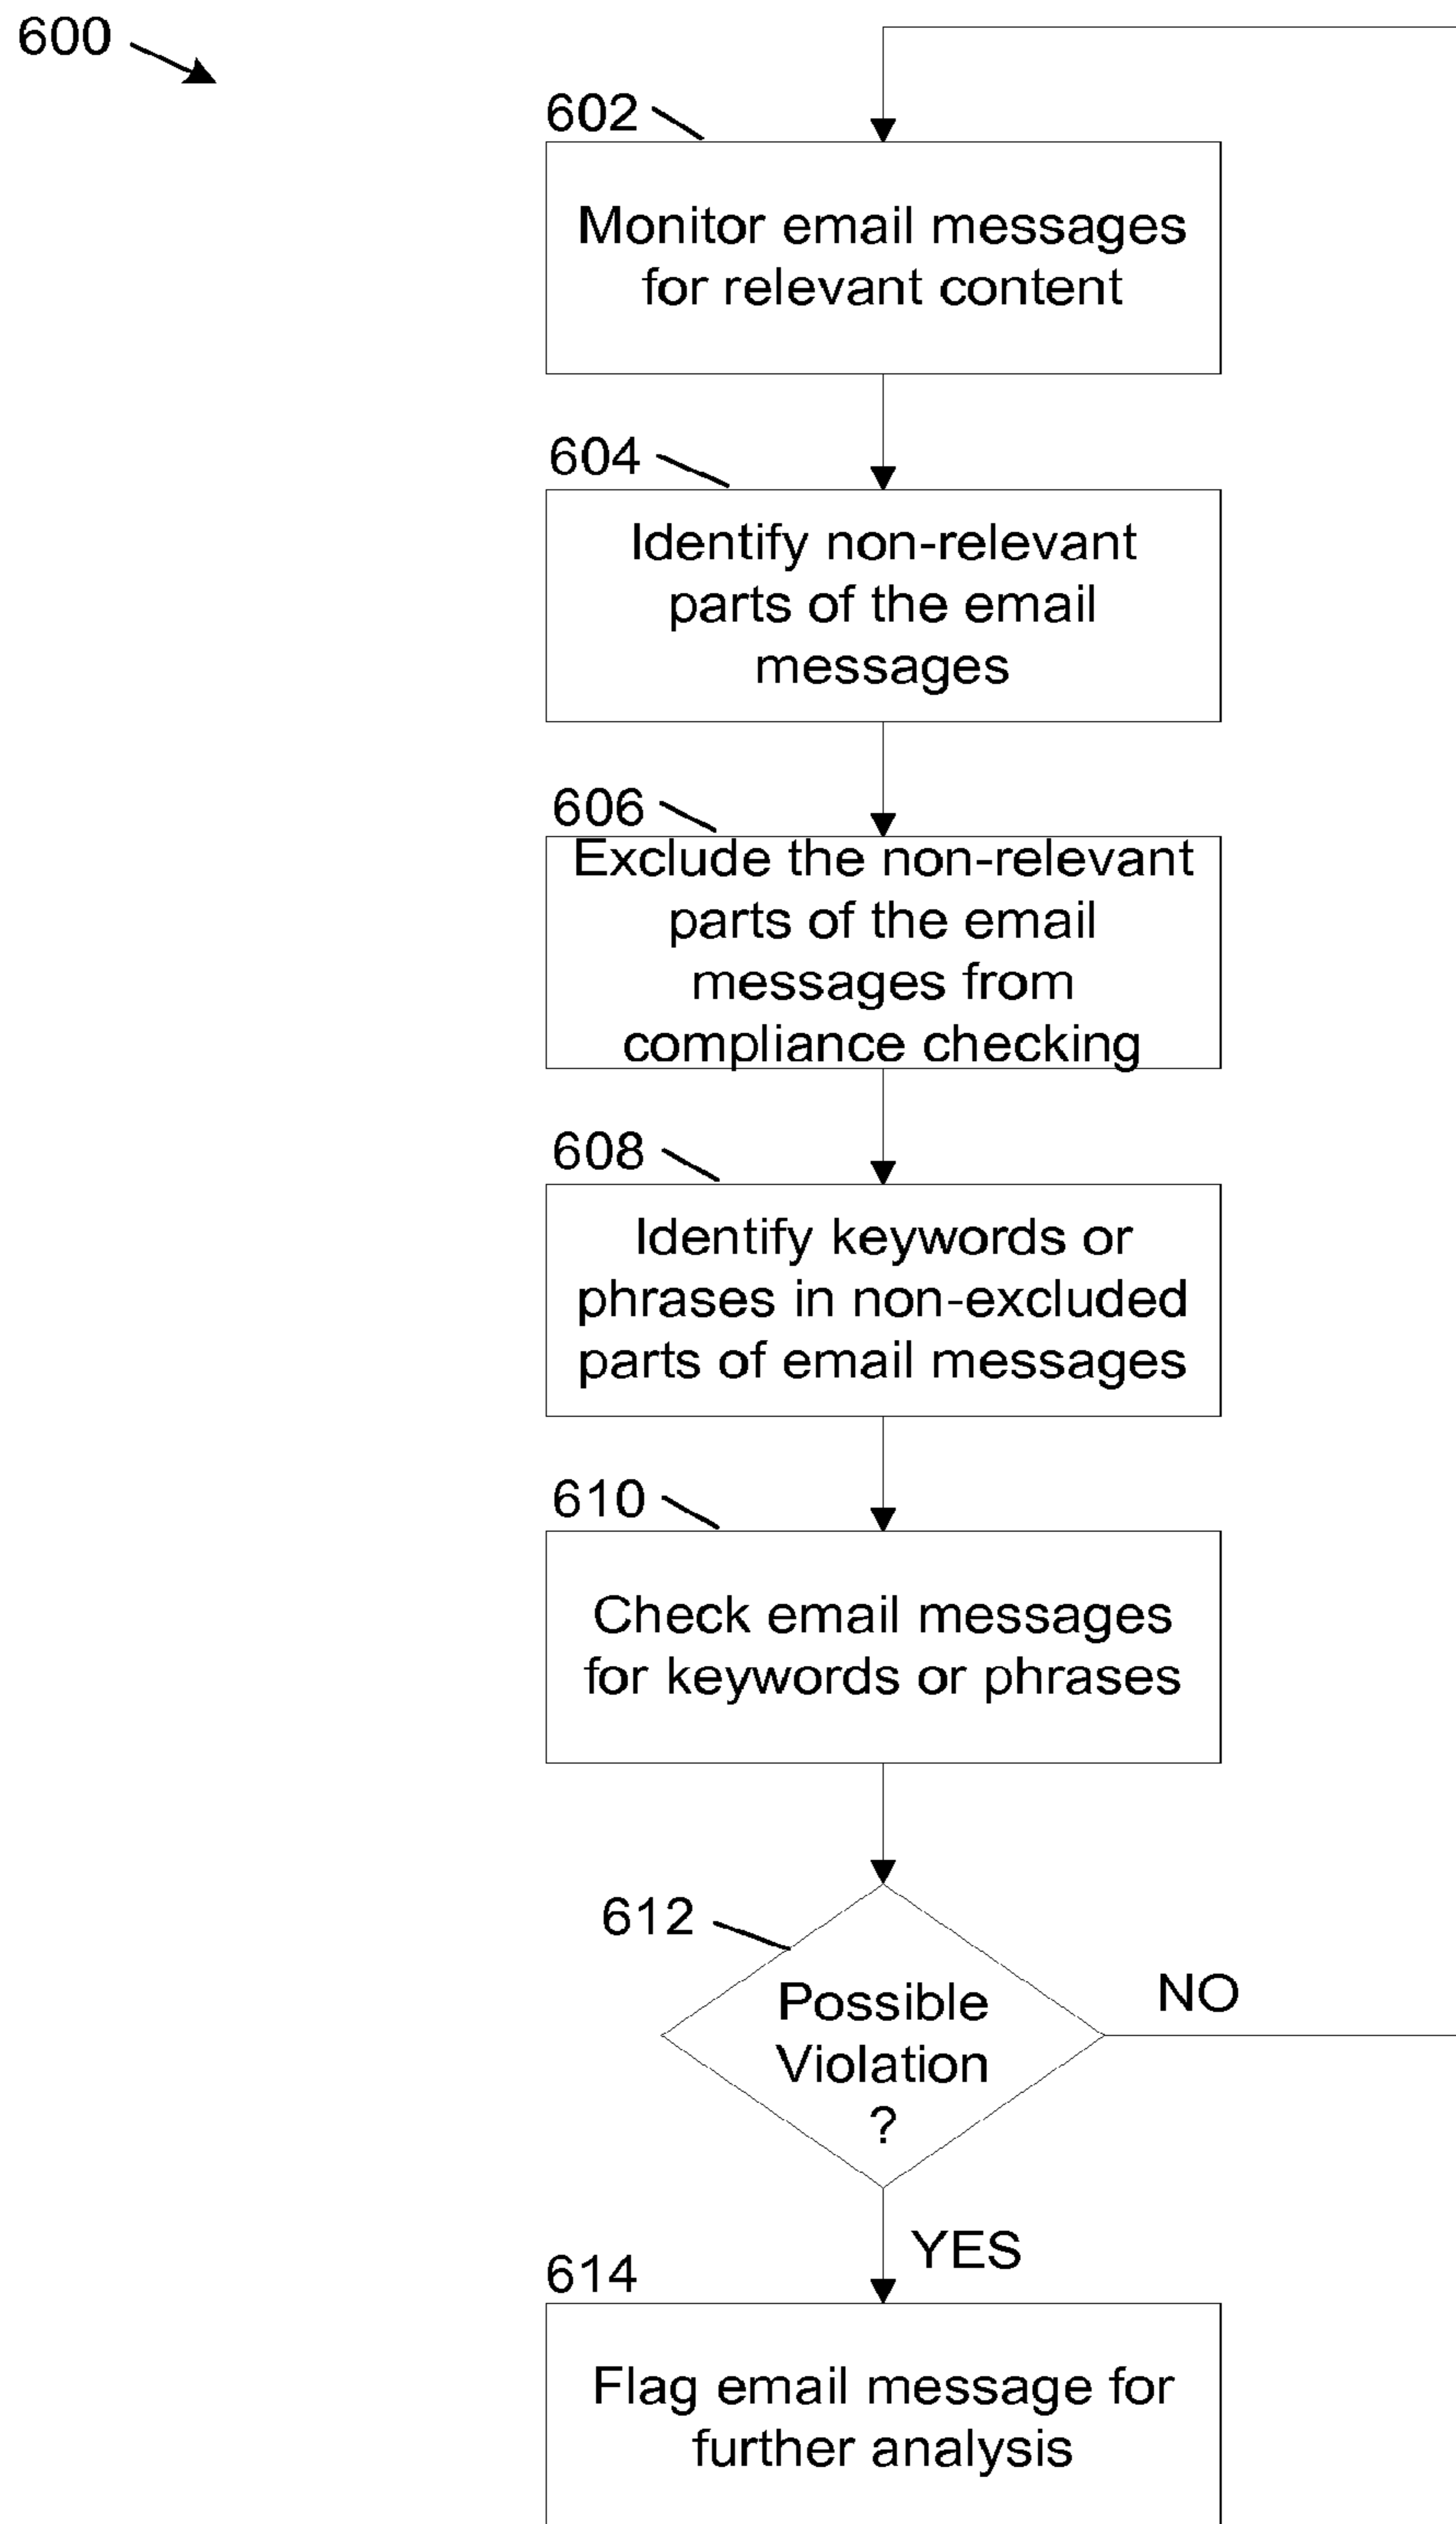 600
602
Monitor email messages
for relevant content
604
Identify non-relevant
parts of the email
messages
606
Exclude the non-relevant
parts of the email
messages from
compliance checking
608
Identify keywords or
phrases in non-excluded
parts of email messages
610
Check email messages
for keywords or phrases
612
Possible
Violation
?
NO
YES
614
Flag email message for
further analysis